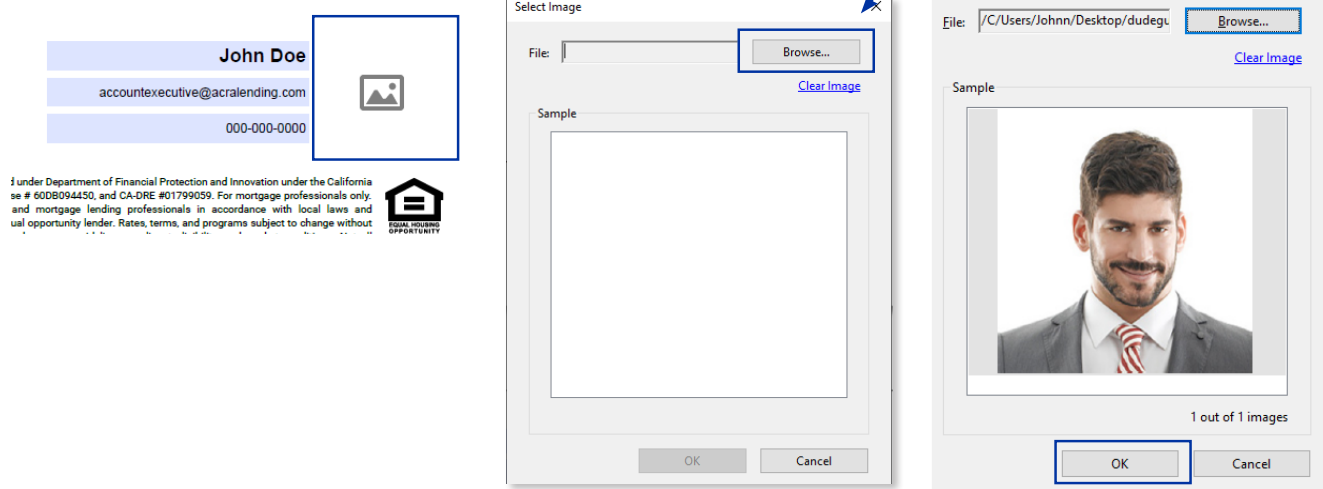 John Doe
accountexecutive@acralending.com
000-000-0000
d under Department of Financial Protection and Innovation under the California
se # 60DB094450, and CA-DRE #01799059. For mortgage professionals only.
and mortgage lending professionals in accordance with local laws and
ual opportunity lender. Rates, terms, and programs subject to change without
EQUAL HOUSING
OPPORTUNITY
Select Image
File:
Browse...
Clear Image
Sample
OK
Cancel
File:
/C/Users/Johnn/Desktop/dudegu
Browse...
Clear Image
Sample
1 out of 1 images
OK
Cancel